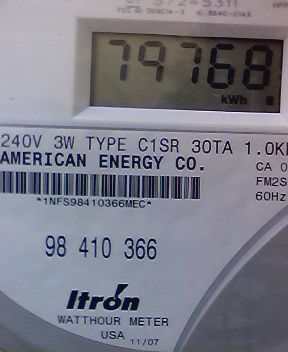 79768
kWh
240V 3W TYPE C1SR 30TA 1.0K
AMERICAN ENERGY CO.
CA 0
FM2S
*1NFS98410366MEC*
60Hz
98 410 366
Itron
WATTHOUR METER
USA 11/07